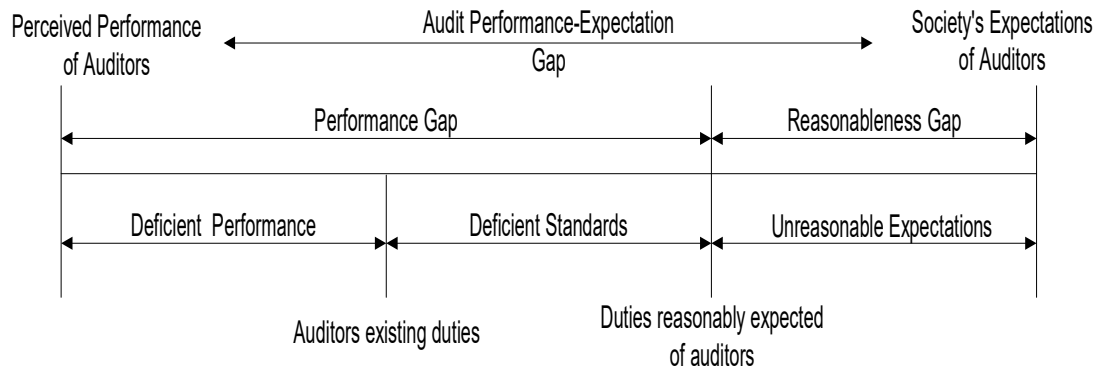 Perceived Performance
of Auditors
Audit Performance-Expectation
Gap
Society's Expectations
of Auditors
Performance Gap
Reasonableness Gap
Deficient Performance
Deficient Standards
Unreasonable Expectations
Auditors existing duties
Duties reasonably expected
of auditors